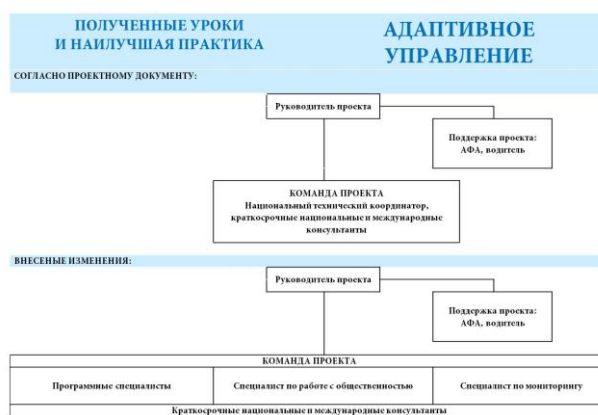 ПОЛУЧЕННЫЕ УРОКИ
И НАИЛУЧШАЯ ПРАКТИКА
АДАПТИВНОЕ
УПРАВЛЕНИЕ
СОГЛАСНО ПРОЕКТНОМУ ДОКУМЕНТУ:
Руководитель проекта
Поддержка проекта:
АФА, водитель
КОМАНДА ПРОЕКТА
Национальный технический координатор,
краткосрочные национальные и международные
консультанты
ВНЕСЕНЫЕ ИЗМЕНЕНИЯ:
Руководитель проекта
Поддержка проекта:
АФА, водитель
КОМАНДА ПРОЕКТА
Программные специалисты
Специалист по работе с общественностью
Специалист по мониторингу
Краткосрочные национальные и международные консультанты